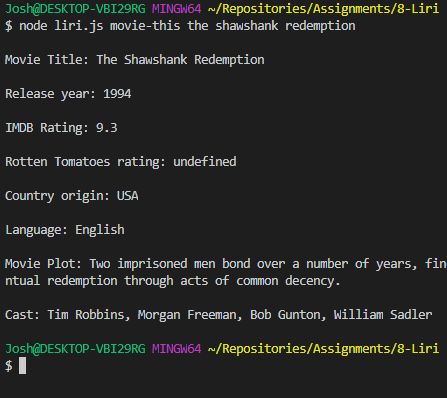 Josh@DESKTOP-VBI29RG MINGW64 ~/Repositories/Assignments/8-Liri
$ node liri.js movie-this the shawshank redemption
Movie Title: The Shawshank Redemption
Release year: 1994
IMDB Rating: 9.3
Rotten Tomatoes rating: undefined
Country origin: USA
Language: English
Movie Plot: Two imprisoned men bond over a number of years, fin
ntual redemption through acts of common decency.
Cast: Tim Robbins, Morgan Freeman, Bob Gunton, William Sadler
Josh@DESKTOP-VBI29RG MINGW64 ~/Repositories/Assignments/8-Liri
$